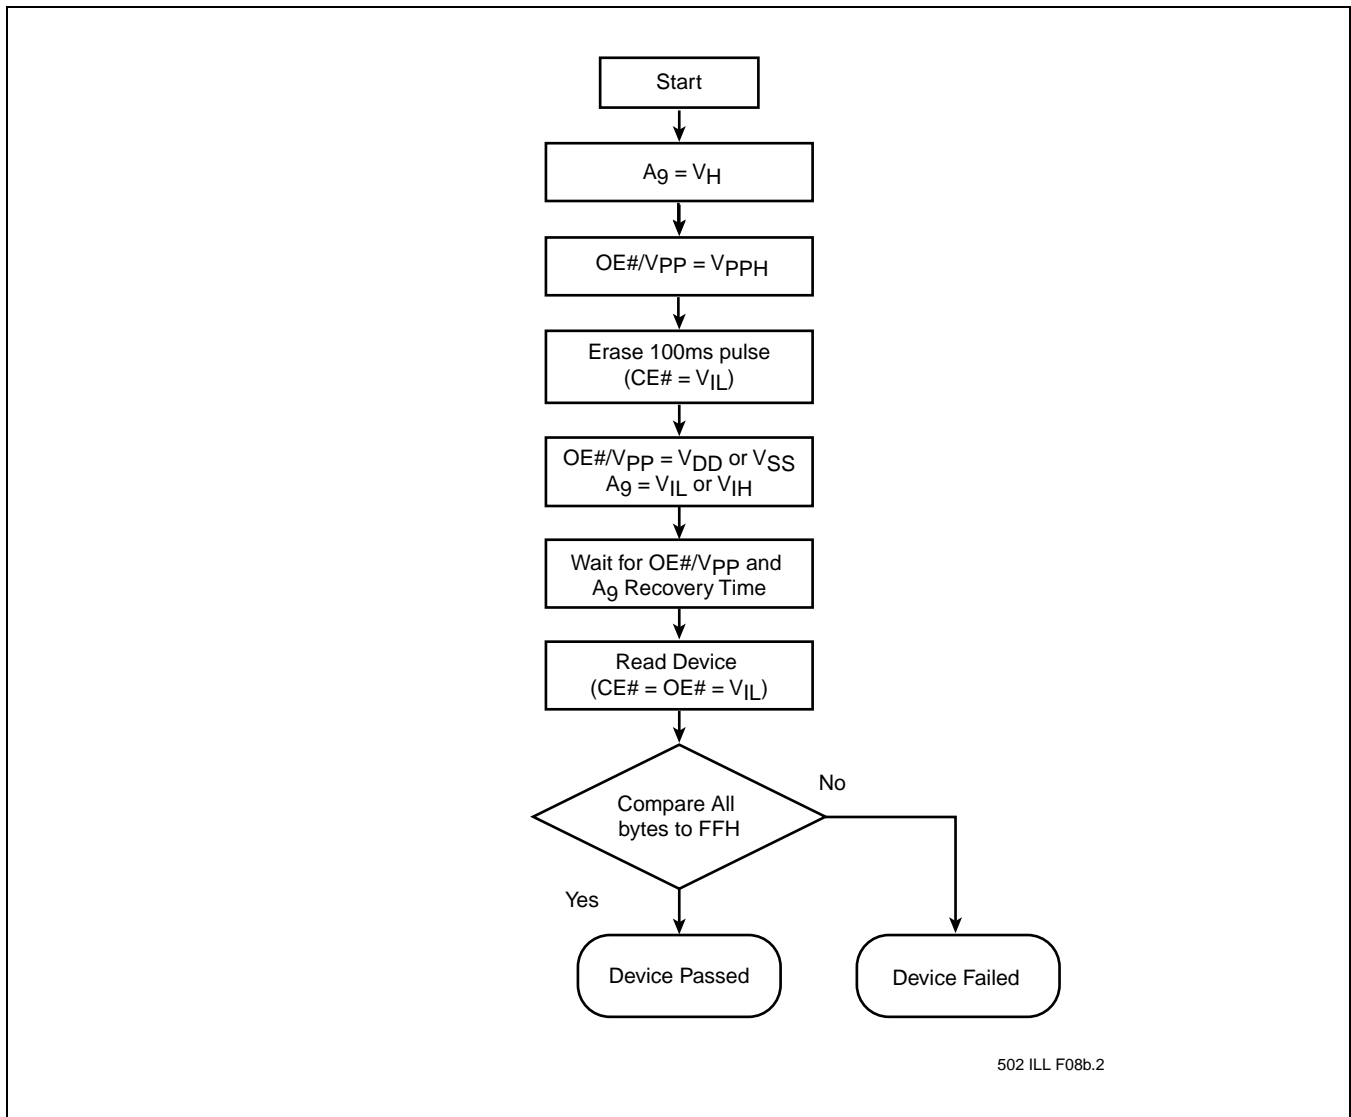 Start
A9 = VH
OE#/VPP = VPPH
Erase 100ms pulse
(CE# = VIL)
OE#/VPP = VDD or VSS
A9 = VIL or VIH
Wait for OE#/VPP and
A9 Recovery Time
Read Device
(CE# = OE# = VIL)
Compare All
bytes to FFH
No
Yes
Device Passed
Device Failed
502 ILL F08b.2